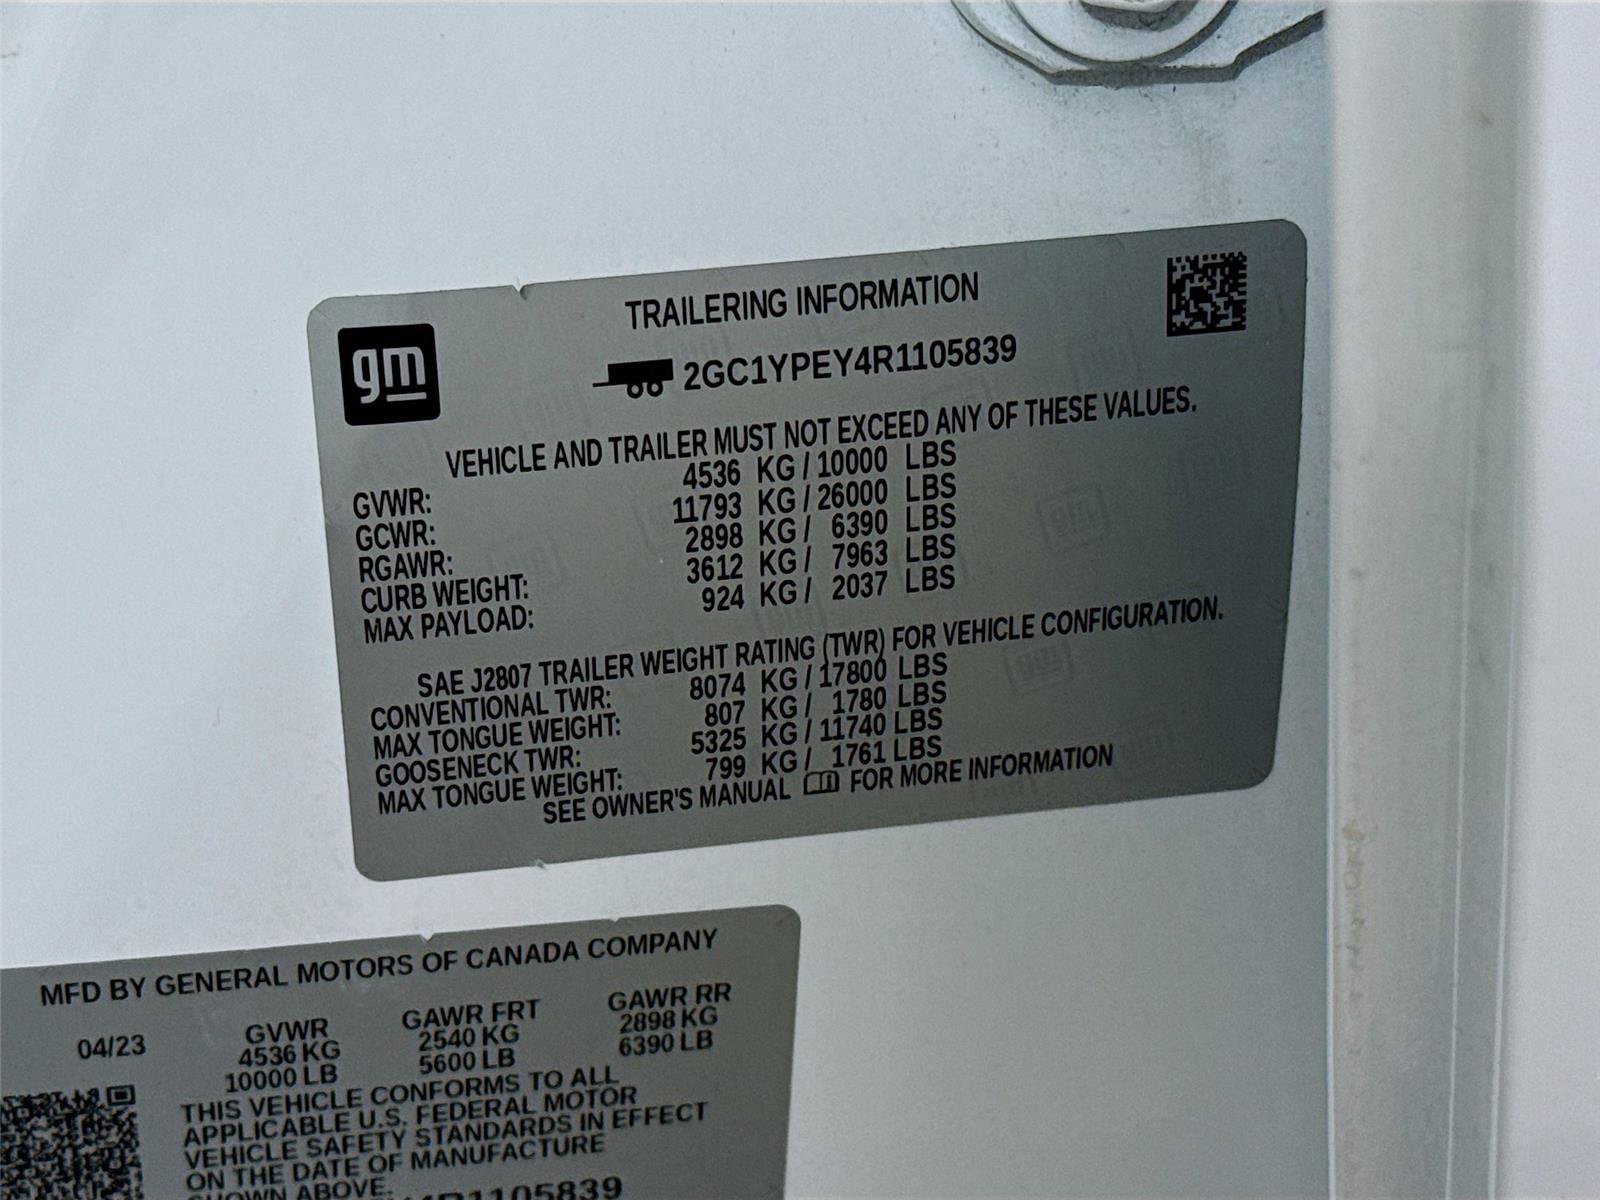 gm
TRAILERING INFORMATION
2GC1YPEY4R1105839
VEHICLE AND TRAILER MUST NOT EXCEED ANY OF THESE VALUES.
GVWR: 4536 KG / 10000 LBS
GCWR: 11793 KG / 26000 LBS
RGAWR: 2898 KG / 6390 LBS
CURB WEIGHT: 3612 KG / 7963 LBS
MAX PAYLOAD: 924 KG / 2037 LBS
SAE J2807 TRAILER WEIGHT RATING (TWR) FOR VEHICLE CONFIGURATION.
CONVENTIONAL TWR: 8074 KG / 17800 LBS
MAX TONGUE WEIGHT: 807 KG / 1780 LBS
GOOSENECK TWR: 5325 KG / 11740 LBS
MAX TONGUE WEIGHT: 799 KG / 1761 LBS
SEE OWNER'S MANUAL FOR MORE INFORMATION
MFD BY GENERAL MOTORS OF CANADA COMPANY
04/23 GVWR GAWR FRT GAWR RR
4536 KG 2540 KG 2898 KG
10000 LB 5600 LB 6390 LB
THIS VEHICLE CONFORMS TO ALL
APPLICABLE U.S. FEDERAL MOTOR
VEHICLE SAFETY STANDARDS IN EFFECT
ON THE DATE OF MANUFACTURE
SHOWN ABOVE.
4R1105839